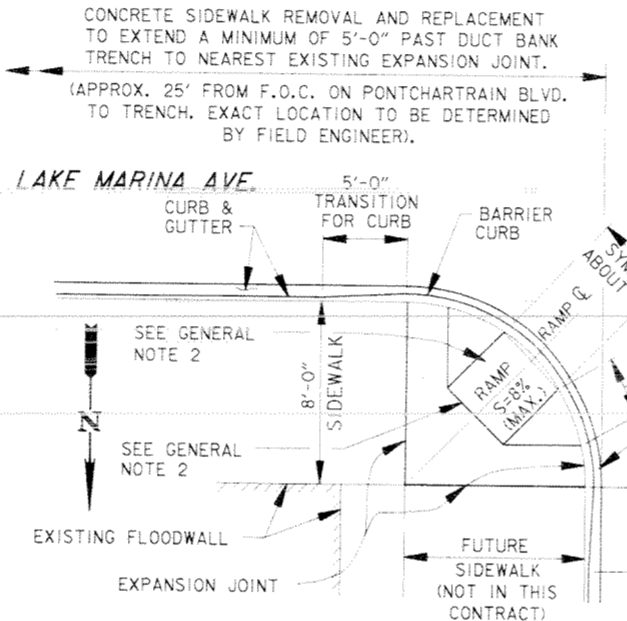 CONCRETE SIDEWALK REMOVAL AND REPLACEMENT
TO EXTEND A MINIMUM OF 5'-0" PAST DUCT BANK
TRENCH TO NEAREST EXISTING EXPANSION JOINT.
(APPROX. 25' FROM F.O.C. ON PONTCHARTRAIN BLVD.
TO TRENCH. EXACT LOCATION TO BE DETERMINED
BY FIELD ENGINEER).
LAKE MARINA AVE.
5'-0"
TRANSITION
FOR CURB
CURB &
GUTTER
BARRIER
CURB
SYM
ABOUT
RAMP ℄
SEE GENERAL
NOTE 2
RAMP
S=8%
(MAX.)
8'-0"
SIDEWALK
N
SEE GENERAL
NOTE 2
EXISTING FLOODWALL
EXPANSION JOINT
FUTURE
SIDEWALK
(NOT IN THIS
CONTRACT)